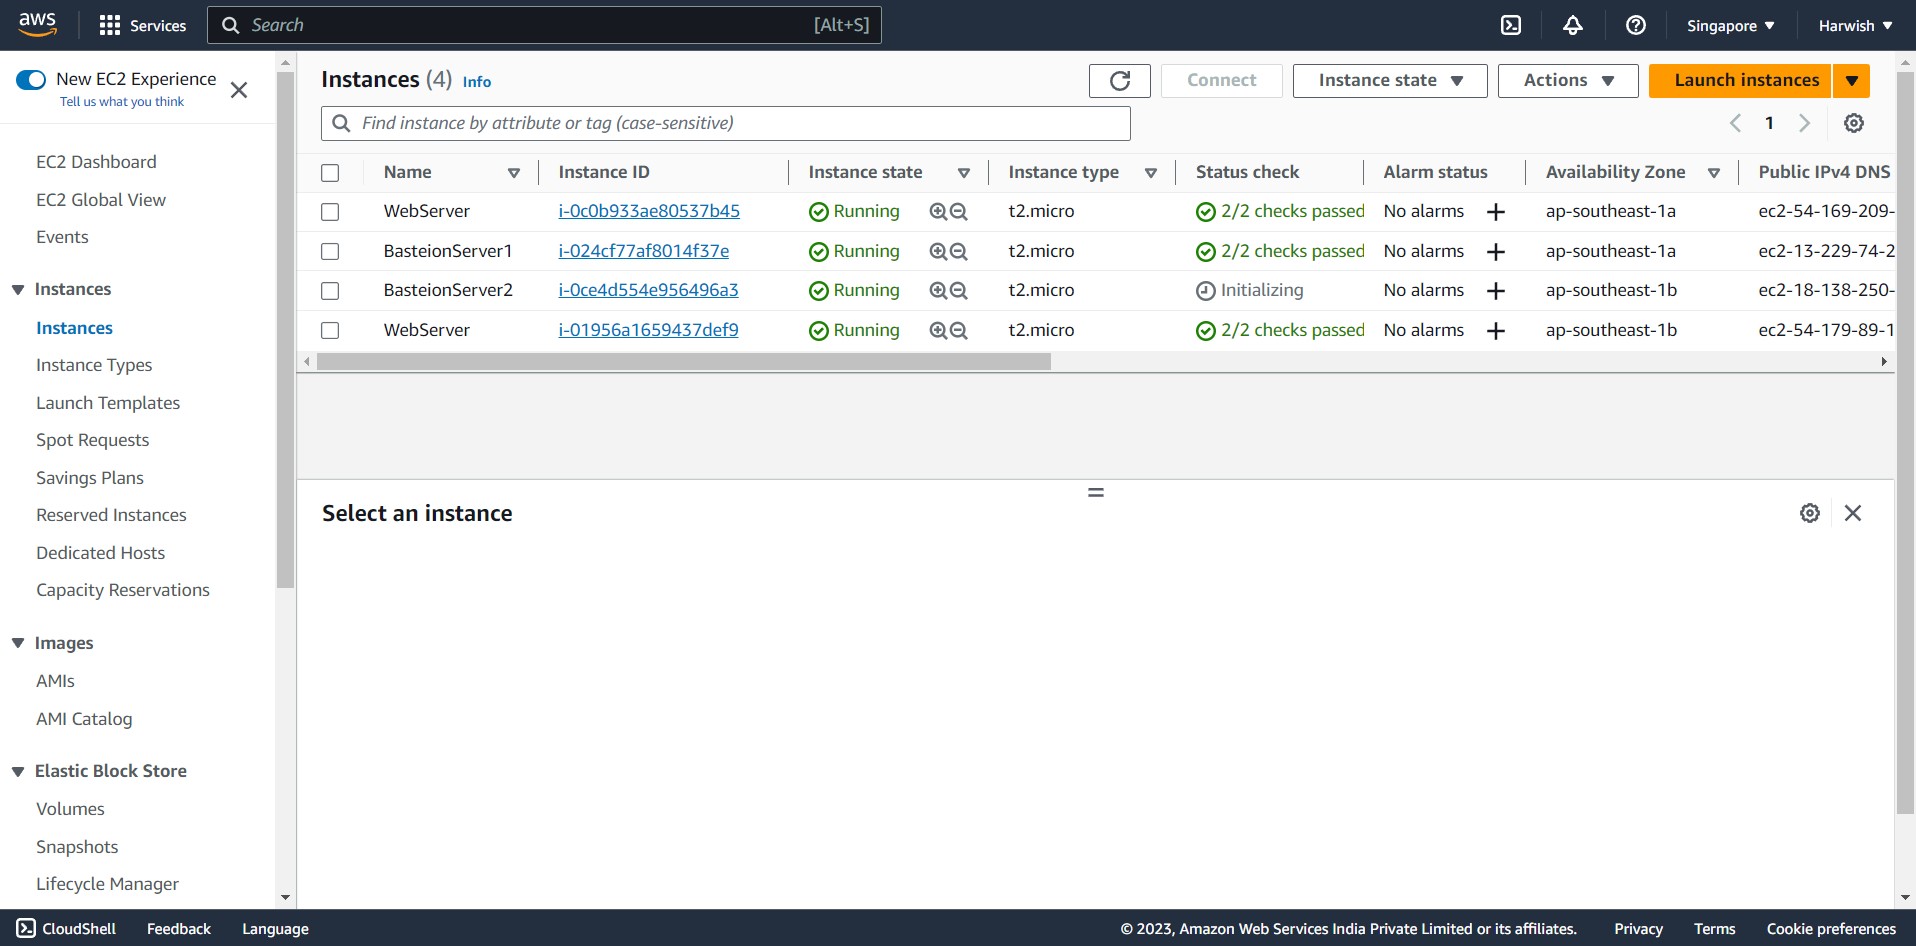 aws
Services
Search [Alt+S]
Singapore
Harwish
New EC2 Experience
Tell us what you think
EC2 Dashboard
EC2 Global View
Events
Instances
Instances
Instance Types
Launch Templates
Spot Requests
Savings Plans
Reserved Instances
Dedicated Hosts
Capacity Reservations
Images
AMIs
AMI Catalog
Elastic Block Store
Volumes
Snapshots
Lifecycle Manager
Instances (4) Info
Connect
Instance state
Actions
Launch instances
Find instance by attribute or tag (case-sensitive)
1
Name Instance ID Instance state Instance type Status check Alarm status Availability Zone Public IPv4 DNS
WebServer i-0c0b933ae80537b45 Running t2.micro 2/2 checks passed No alarms ap-southeast-1a ec2-54-169-209-
BasteionServer1 i-024cf77af8014f37e Running t2.micro 2/2 checks passed No alarms ap-southeast-1a ec2-13-229-74-2
BasteionServer2 i-0ce4d554e956496a3 Running t2.micro Initializing No alarms ap-southeast-1b ec2-18-138-250-
WebServer i-01956a1659437def9 Running t2.micro 2/2 checks passed No alarms ap-southeast-1b ec2-54-179-89-1
Select an instance
CloudShell Feedback Language
© 2023, Amazon Web Services India Private Limited or its affiliates. Privacy Terms Cookie preferences